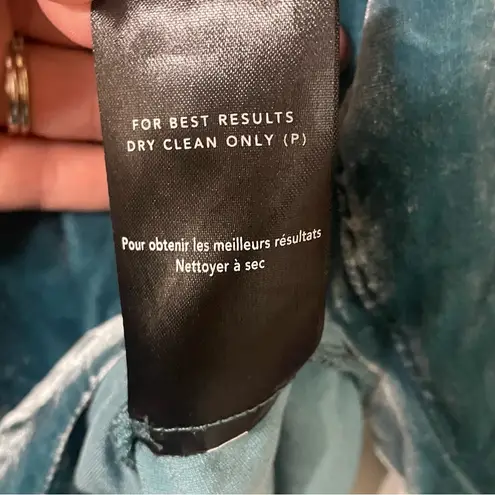 FOR BEST RESULTS
DRY CLEAN ONLY (P)
Pour obtenir les meilleurs résultats
Nettoyer à sec